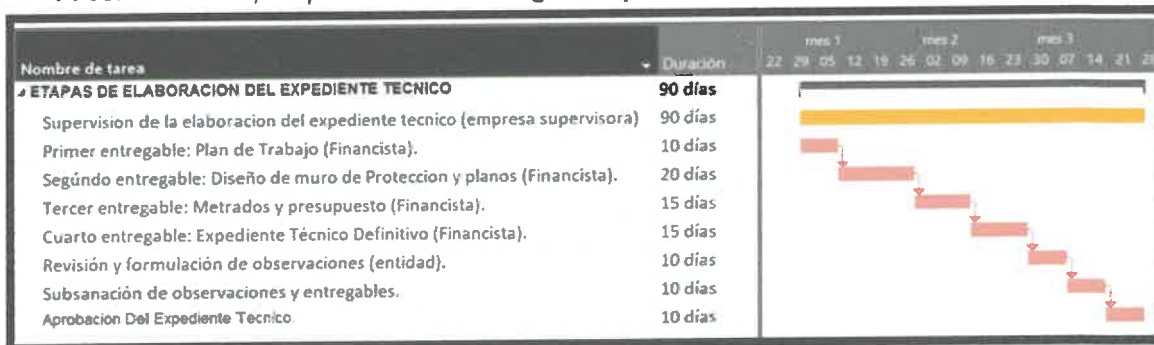 mes 1 mes 2 mes 3
Nombre de tarea Duración 22 29 05 12 19 26 02 09 16 23 30 07 14 21 28
ETAPAS DE ELABORACION DEL EXPEDIENTE TECNICO 90 días
Supervision de la elaboracion del expediente tecnico (empresa supervisora) 90 días
Primer entregable: Plan de Trabajo (Financista). 10 días
Segúndo entregable: Diseño de muro de Proteccion y planos (Financista). 20 días
Tercer entregable: Metrados y presupuesto (Financista). 15 días
Cuarto entregable: Expediente Técnico Definitivo (Financista). 15 días
Revisión y formulación de observaciones (entidad). 10 días
Subsanación de observaciones y entregables. 10 días
Aprobación Del Expediente Tecnico 10 días